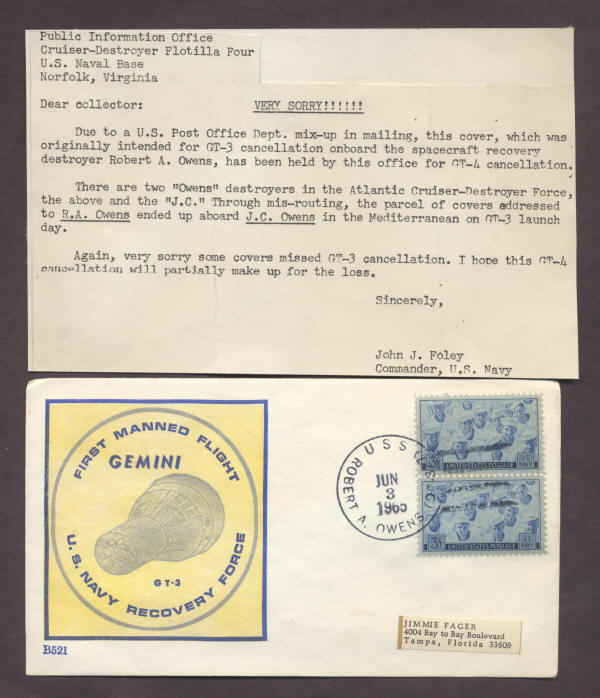 Public Information Office
Cruiser-Destroyer Flotilla Four
U.S. Naval Base
Norfolk, Virginia
Dear collector: VERY SORRY!!!!!!
Due to a U.S. Post Office Dept. mix-up in mailing, this cover, which was
originally intended for GT-3 cancellation onboard the spacecraft recovery
destroyer Robert A. Owens, has been held by this office for GT-4 cancellation.
There are two "Owens" destroyers in the Atlantic Cruiser-Destroyer Force,
the above and the "J.C." Through mis-routing, the parcel of covers addressed
to R.A. Owens ended up aboard J.C. Owens in the Mediterranean on GT-3 launch
day.
Again, very sorry some covers missed GT-3 cancellation. I hope this GT-4
cancellation will partially make up for the loss.
Sincerely,
John J. Foley
Commander, U.S. Navy
FIRST MANNED FLIGHT
GEMINI
GT-3
U.S. NAVY RECOVERY FORCE
B521
USS
ROBERT A. OWENS
JUN
3
1965
3¢
U.S.
NAVY
UNITED STATES POSTAGE
3¢
U.S.
NAVY
UNITED STATES POSTAGE
JIMMIE FAGER
4004 Bay to Bay Boulevard
Tampa, Florida 33609